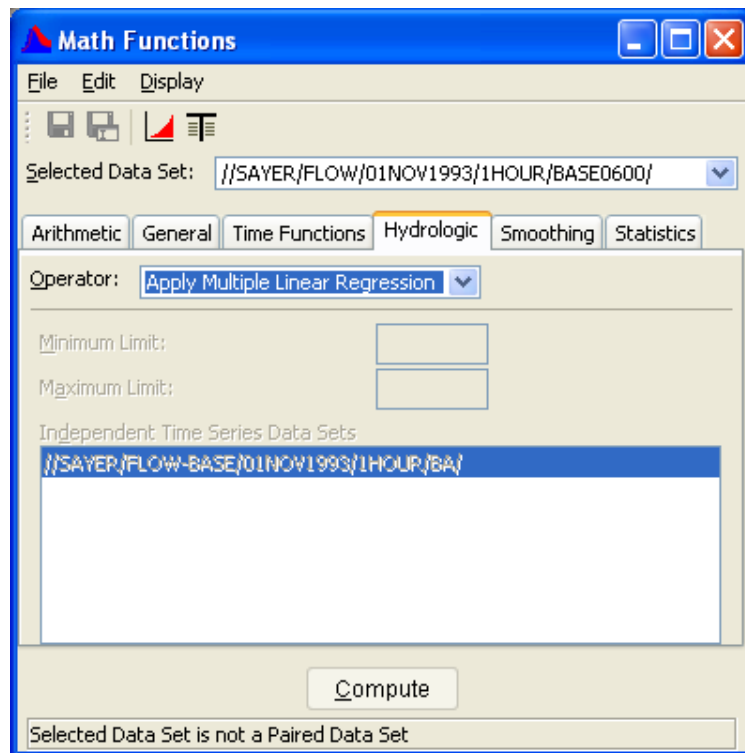 Math Functions
File Edit Display
Selected Data Set: //SAYER/FLOW/01NOV1993/1HOUR/BASE0600/
Arithmetic General Time Functions Hydrologic Smoothing Statistics
Operator: Apply Multiple Linear Regression
Minimum Limit:
Maximum Limit:
Independent Time Series Data Sets
//SAYER/FLOW-BASE/01NOV1993/1HOUR/BA/
Compute
Selected Data Set is not a Paired Data Set